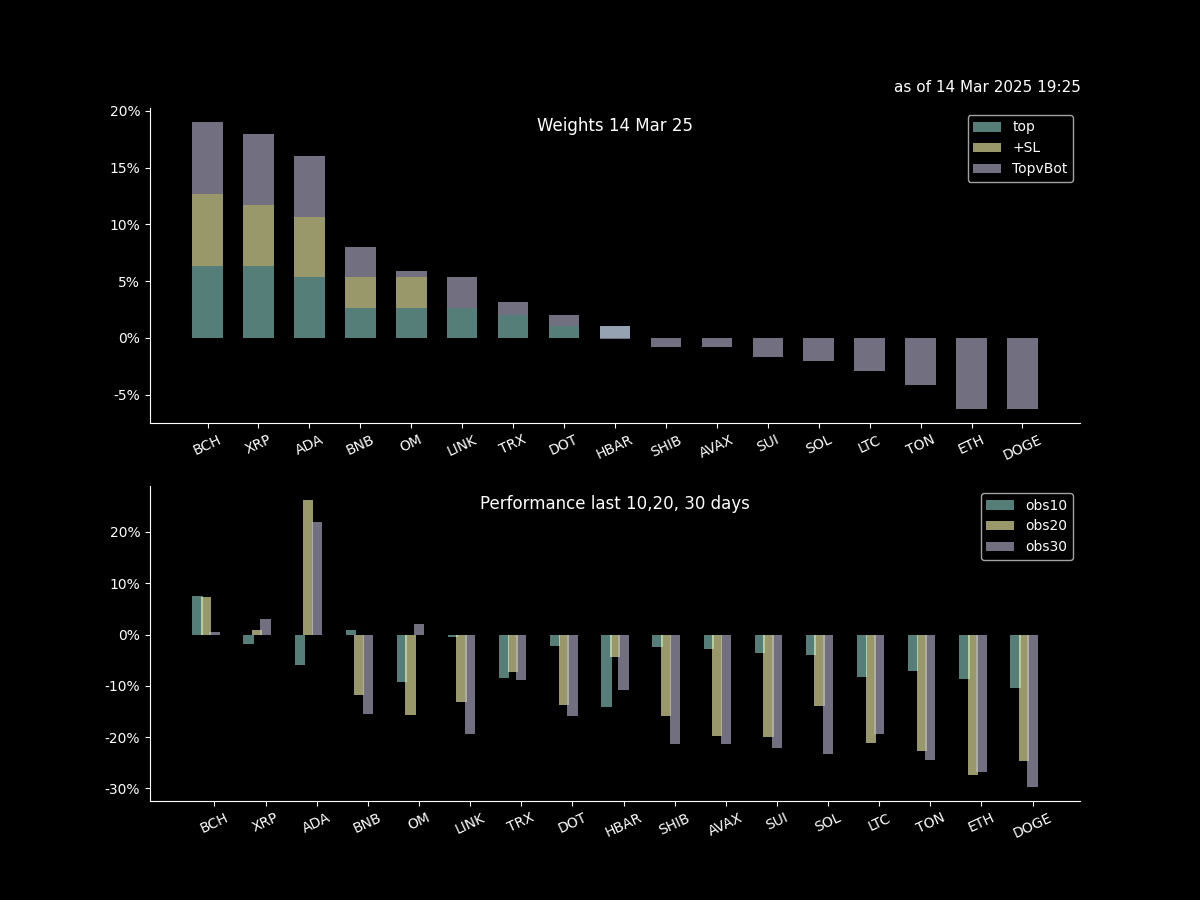 as of 14 Mar 2025 19:25
Weights 14 Mar 25
top
+SL
TopvBot
20%
15%
10%
5%
0%
-5%
BCH XRP ADA BNB OM LINK TRX DOT HBAR SHIB AVAX SUI SOL LTC TON ETH DOGE
Performance last 10,20, 30 days
obs10
obs20
obs30
20%
10%
0%
-10%
-20%
-30%
BCH XRP ADA BNB OM LINK TRX DOT HBAR SHIB AVAX SUI SOL LTC TON ETH DOGE